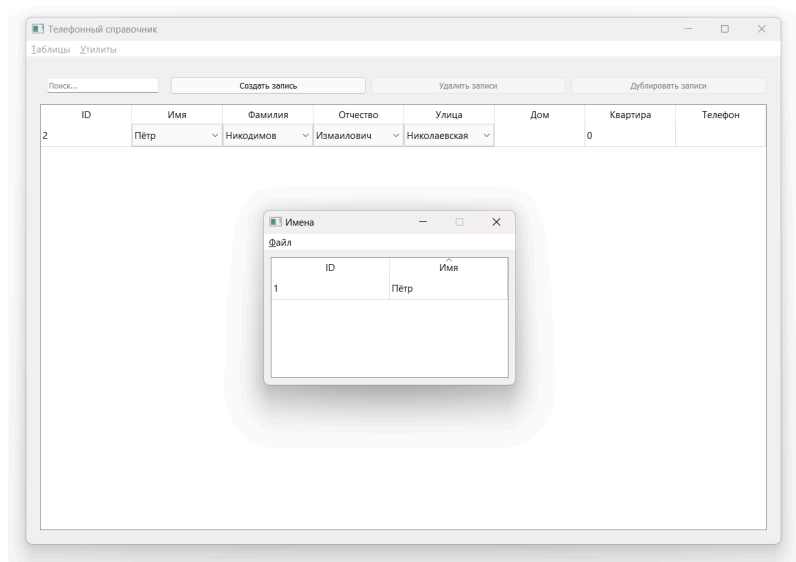 Телефонный справочник
Таблицы Утилиты
Поиск... Создать запись Удалить записи Дублировать записи
ID Имя Фамилия Отчество Улица Дом Квартира Телефон
2 Пётр Никодимов Измаилович Николаевская 0
Имена
Файл
ID Имя
1 Пётр